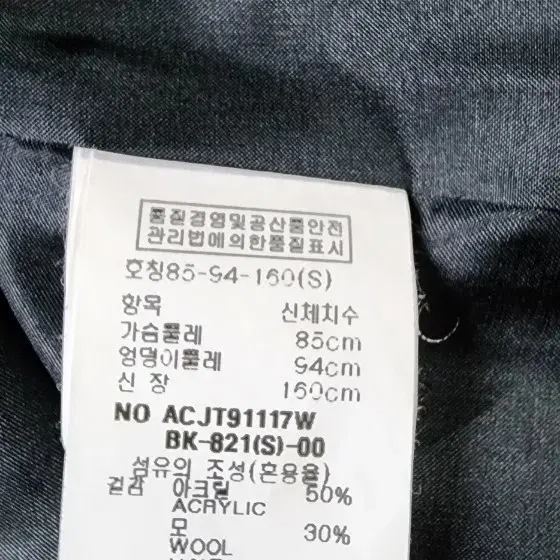 품질경영및공산품안전
관리법에의한품질표시
호칭85-94-160(S)
항목 신체치수
가슴둘레 85cm
엉덩이둘레 94cm
신 장 160cm
NO ACJT91117W
BK-821(S)-00
섬유의 조성(혼용율)
겉감 아크릴 50%
ACRYLIC
모 30%
WOOL